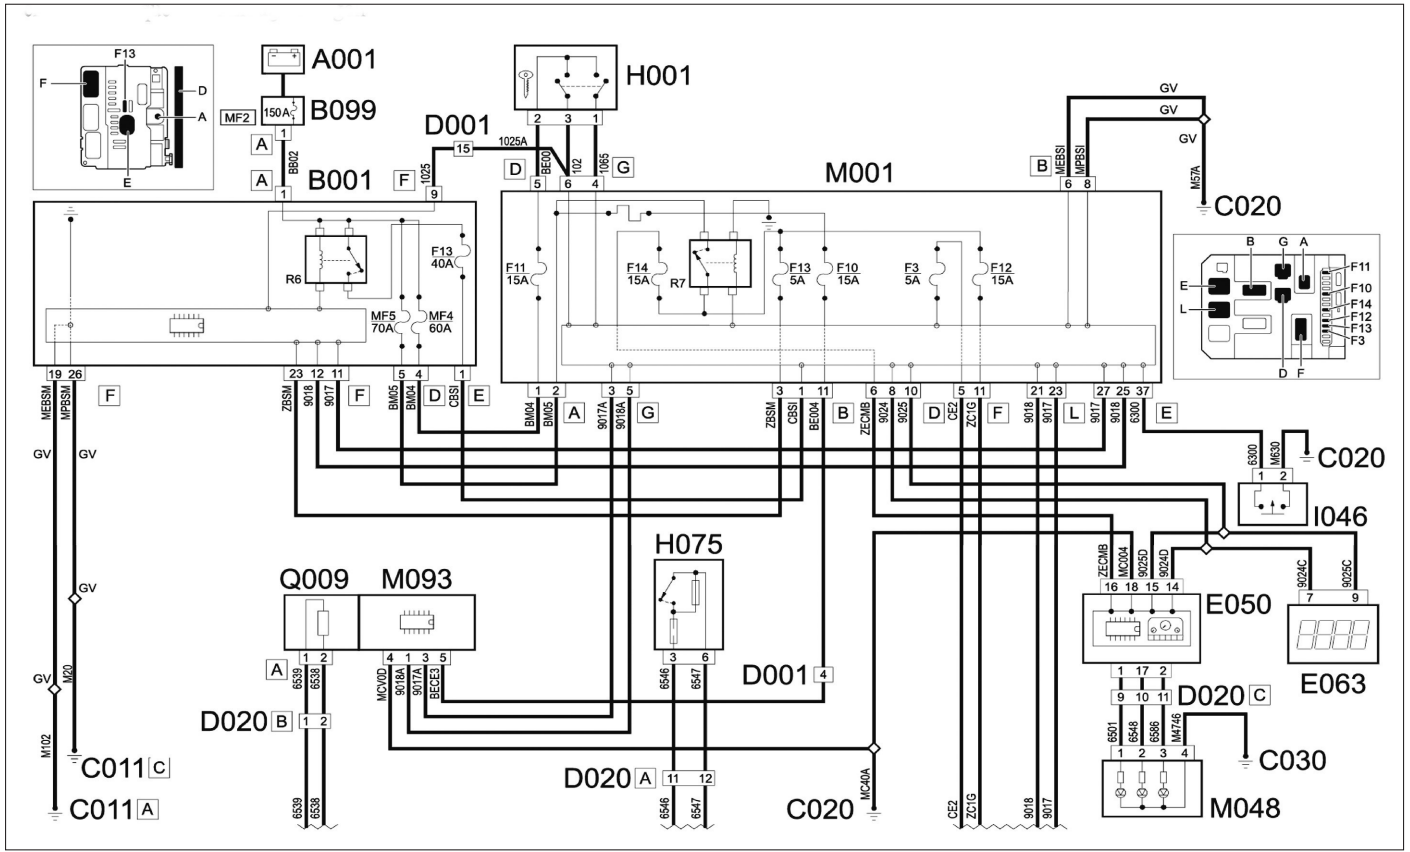 F13
F
D
A
E
A001
MF2
150A
B099
1
A
BB02
A
1
B001
F
9
1025
D001
15
1025A
H001
2
3
1
BE00
102
1065
D
5
6
4
G
M001
GV
GV
GV
MEBSI
MPBSI
B
6
8
M57A
C020
B
G
A
F11
E
F10
L
F14
F12
F13
F3
D
F
R6
F13
40A
MF5
70A
MF4
60A
F11
15A
F14
15A
R7
F13
5A
F10
15A
F3
5A
F12
15A
19
26
F
MEBSM
MPBSM
23
12
11
F
ZBSM
9018
9017
5
4
D
BM05
BM04
1
E
CBSI
1
2
A
BM04
BM05
3
5
G
9017A
9018A
3
1
11
B
ZBSM
CBSI
BE004
6
8
10
D
ZECMB
9024
9025
5
11
F
CE2
ZC1G
21
23
L
9018
9017
27
25
37
E
9017
9018
6300
GV
GV
6300
M630
C020
1
2
I046
GV
GV
M20
M102
C011 C
C011 A
Q009
M093
A
1
2
6539
6538
D020 B
1
2
6539
6538
4
1
3
5
MCV0D
9018A
9017A
BECE3
H075
3
6
6546
6547
D020 A
11
12
6546
6547
D001
4
C020
MC40A
CE2
ZC1G
9018
9017
ZECMB
MC004
9025D
9024D
16
18
15
14
E050
1
17
2
9
10
11
D020 C
6501
6548
6586
M4746
1
2
3
4
M048
C030
9024C
9025C
7
9
E063